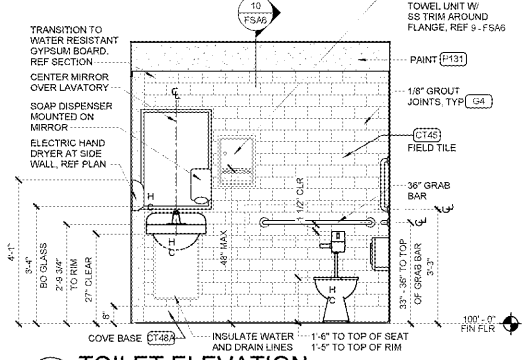 10
FSA6
TOWEL UNIT W/
SS TRIM AROUND
FLANGE, REF 9-FSA6
TRANSITION TO
WATER RESISTANT
GYPSUM BOARD.
REF SECTION
CENTER MIRROR
OVER LAVATORY
SOAP DISPENSER
MOUNTED ON
MIRROR
ELECTRIC HAND
DRYER AT SIDE
WALL, REF PLAN
PAINT P131
1/8" GROUT
JOINTS, TYP G4
CT45
FIELD TILE
36" GRAB
BAR
1 1/2" CLR
H
C
H
C
H
C
4'-1"
3'-4"
BO GLASS
2'-9 3/4"
TO RIM
27" CLEAR
8"
48" MAX
33" - 36" TO TOP
OF GRAB BAR
3'-3"
100' - 0"
FIN FLR
COVE BASE CT48A
INSULATE WATER
AND DRAIN LINES
1'-6" TO TOP OF SEAT
1'-5" TO TOP OF RIM
TOILET ELEVATION